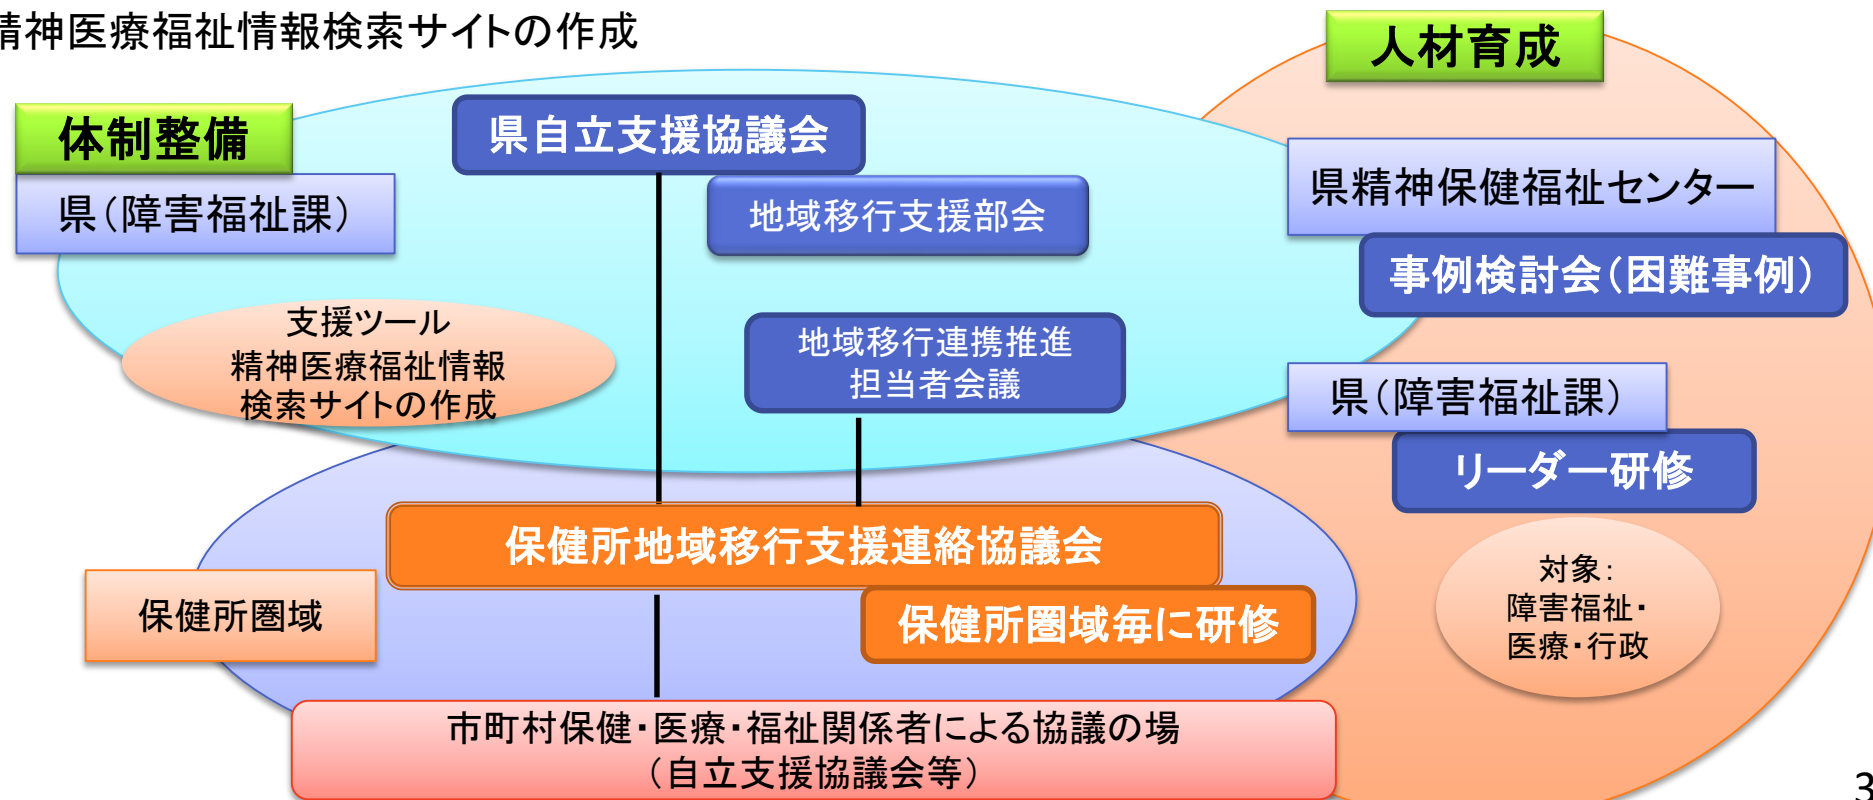 精神医療福祉情報検索サイトの作成
人材育成
体制整備
県自立支援協議会
県（障害福祉課）
地域移行支援部会
県精神保健福祉センター
事例検討会（困難事例）
支援ツール
精神医療福祉情報
検索サイトの作成
地域移行連携推進
担当者会議
県（障害福祉課）
リーダー研修
保健所地域移行支援連絡協議会
保健所圏域
保健所圏域毎に研修
対象：
障害福祉・
医療・行政
市町村保健・医療・福祉関係者による協議の場
（自立支援協議会等）
3